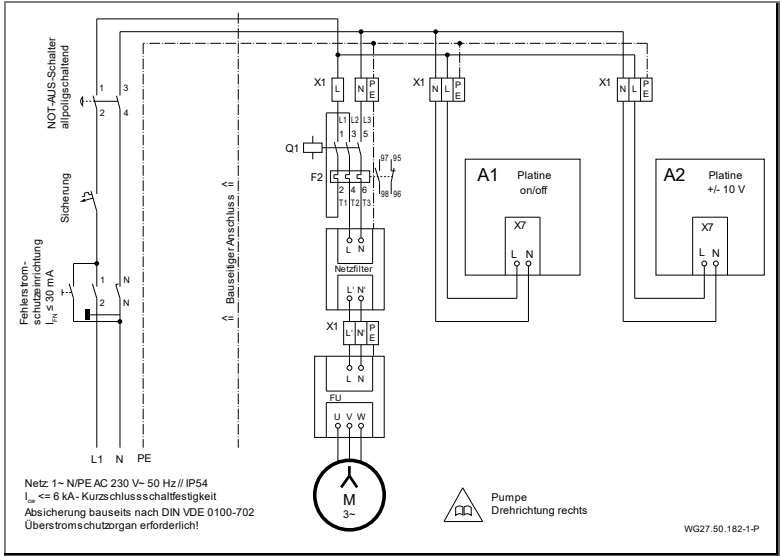 NOT-AUS-Schalter
allpoligschaltend
1 3
2 4
Sicherung
Fehlerstrom-
schutzeinrichtung
I_FN ≤ 30 mA
1 N
2 N
L1 N PE
<= Bauseitiger Anschluss <=
X1 L N PE
L1 L2 L3
Q1 1 3 5
F2
97 95
98 96
2 4 6
T1 T2 T3
L N
Netzfilter
L' N'
X1 L' N' PE
L N
FU
U V W
M
3~
X1 N L PE
A1 Platine
on/off
X7
L N
X1 N L PE
A2 Platine
+/- 10 V
X7
L N
Netz: 1~ N/PE AC 230 V~ 50 Hz // IP54
I_cw <= 6 kA - Kurzschlussschaltfestigkeit
Absicherung bauseits nach DIN VDE 0100-702
Überstromschutzorgan erforderlich!
Pumpe
Drehrichtung rechts
WG27.50.182-1-P